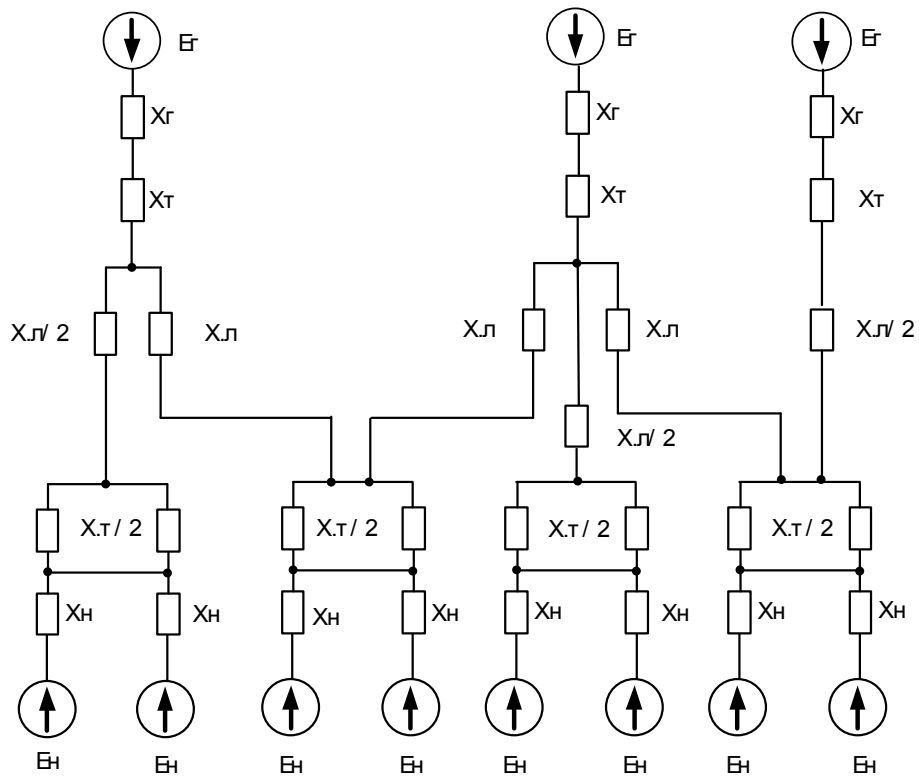 Ег
Ег
Ег
Хг
Хг
Хг
Хт
Хт
Хт
Х.л/ 2
Х.л
Х.л
Х.л
Х.л/ 2
Х.л/ 2
Х.т / 2
Х.т / 2
Х.т / 2
Х.т / 2
Хн
Хн
Хн
Хн
Хн
Хн
Хн
Хн
Ен
Ен
Ен
Ен
Ен
Ен
Ен
Ен